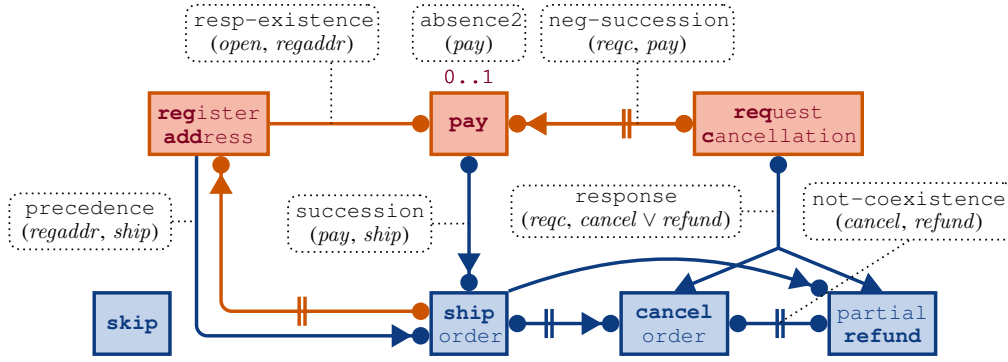 resp-existence
(open, regaddr)
absence2
(pay)
neg-succession
(reqc, pay)
0..1
register
address
pay
request
cancellation
precedence
(regaddr, ship)
succession
(pay, ship)
response
(reqc, cancel ∨ refund)
not-coexistence
(cancel, refund)
skip
ship
order
cancel
order
partial
refund